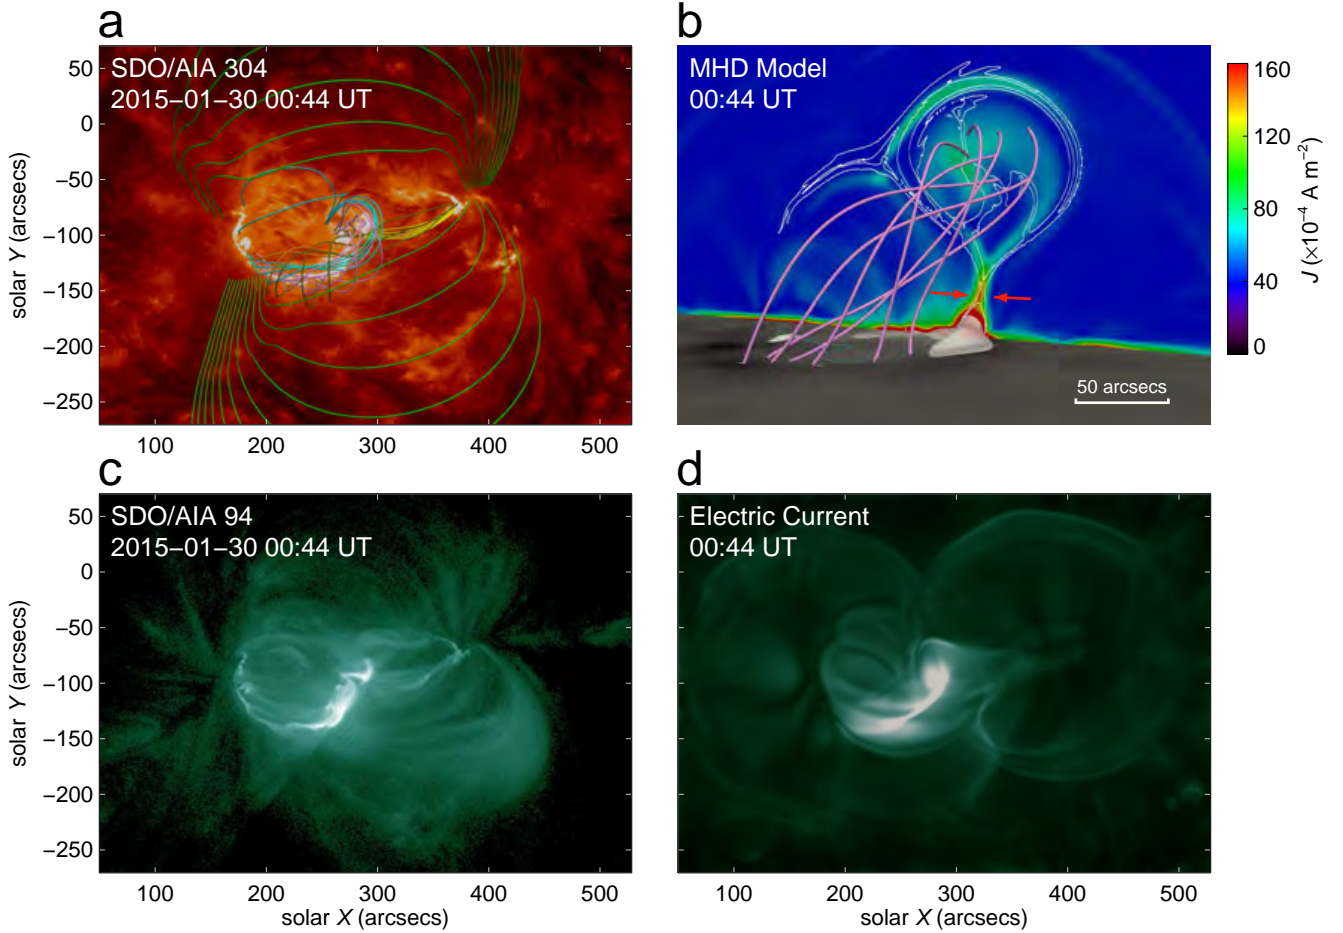 a
SDO/AIA 304
2015−01−30 00:44 UT
50
0
−50
−100
−150
−200
−250
solar Y (arcsecs)
100 200 300 400 500
b
MHD Model
00:44 UT
50 arcsecs
160
120
80
40
0
J (×10⁻⁴ A m⁻²)
c
SDO/AIA 94
2015−01−30 00:44 UT
50
0
−50
−100
−150
−200
−250
solar Y (arcsecs)
100 200 300 400 500
solar X (arcsecs)
d
Electric Current
00:44 UT
100 200 300 400 500
solar X (arcsecs)